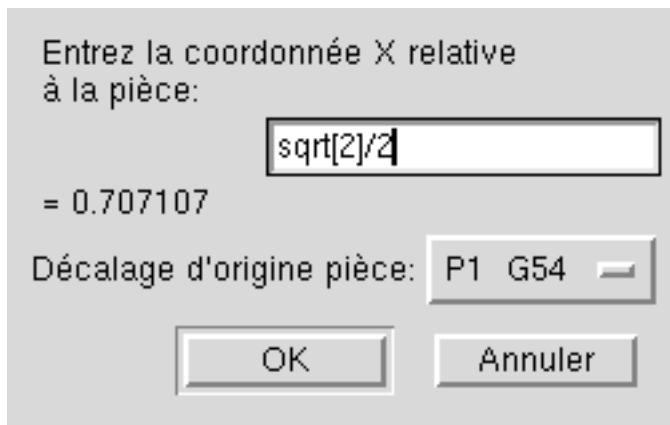 Entrez la coordonnée X relative
à la pièce:
sqrt[2]/2
= 0.707107
Décalage d'origine pièce: P1 G54
OK Annuler